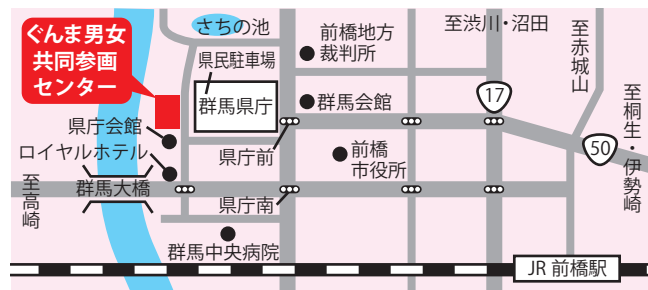 ぐんま男女
共同参画
センター
さちの池
県民駐車場
群馬県庁
前橋地方
裁判所
群馬会館
至渋川・沼田
至赤城山
至桐生・伊勢崎
17
50
県庁会館
ロイヤルホテル
県庁前
前橋
市役所
群馬大橋
至高崎
県庁南
群馬中央病院
JR 前橋駅